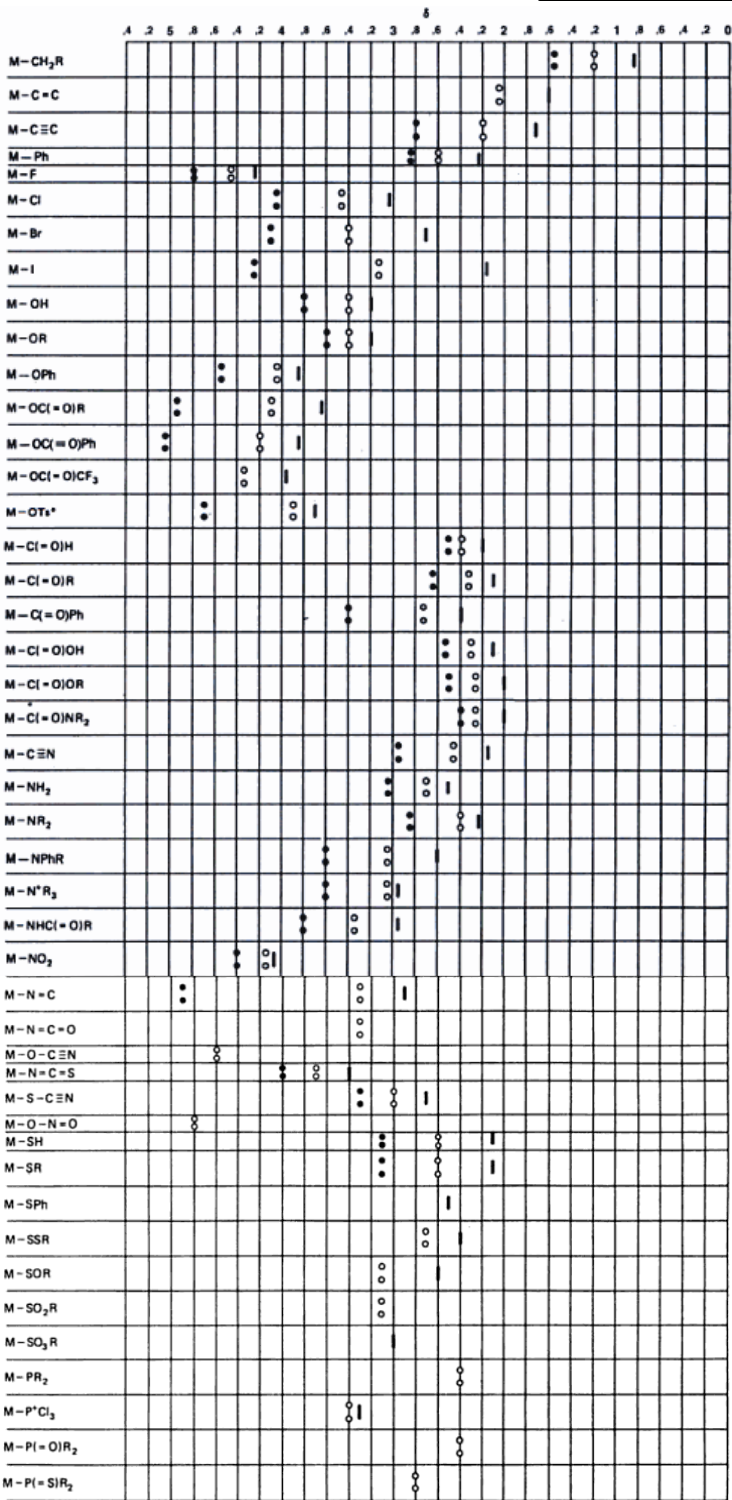 δ
.4 .2 5 .8 .6 .4 .2 4 .8 .6 .4 .2 3 .8 .6 .4 .2 2 .8 .6 .4 .2 1 .8 .6 .4 .2 0
M-CH₂R
M-C=C
M-C≡C
M-Ph
M-F
M-Cl
M-Br
M-I
M-OH
M-OR
M-OPh
M-OC(=O)R
M-OC(=O)Ph
M-OC(=O)CF₃
M-OTs*
M-C(=O)H
M-C(=O)R
M-C(=O)Ph
M-C(=O)OH
M-C(=O)OR
M-C(=O)NR₂
M-C≡N
M-NH₂
M-NR₂
M-NPhR
M-N⁺R₃
M-NHC(=O)R
M-NO₂
M-N=C
M-N=C=O
M-O-C≡N
M-N=C=S
M-S-C≡N
M-O-N=O
M-SH
M-SR
M-SPh
M-SSR
M-SOR
M-SO₂R
M-SO₃R
M-PR₂
M-P⁺Cl₃
M-P(=O)R₂
M-P(=S)R₂